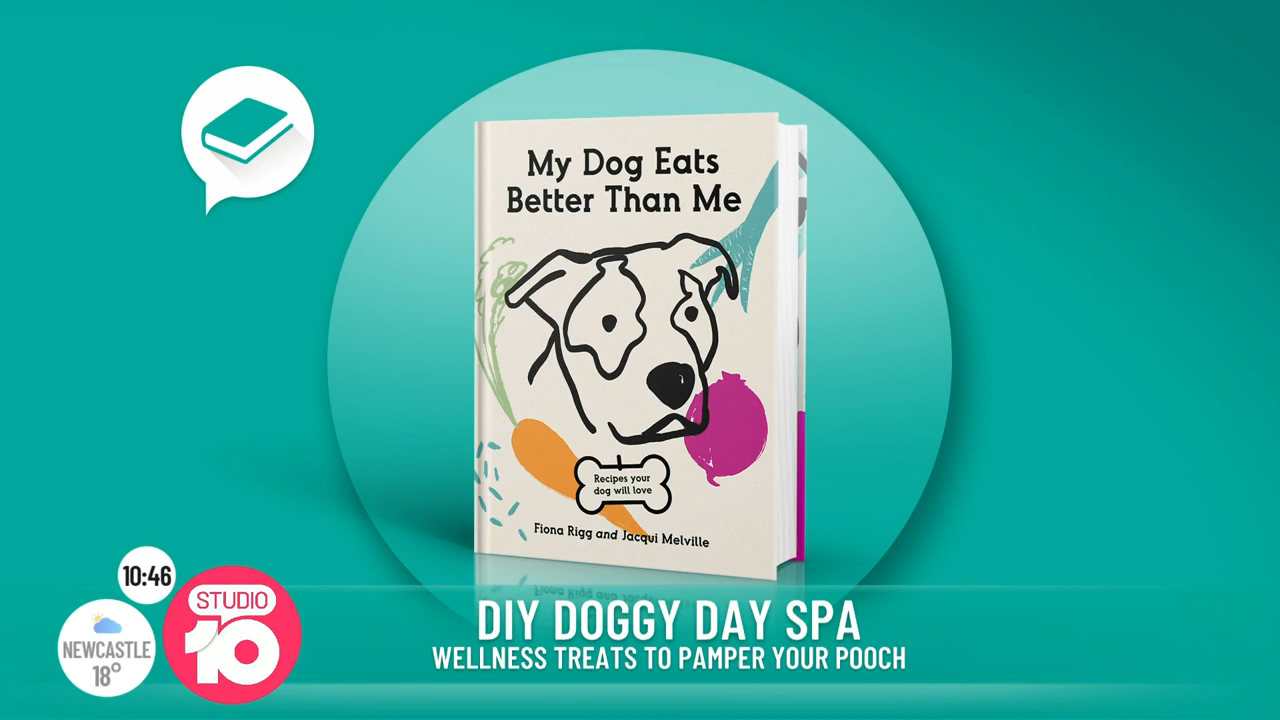 My Dog Eats
Better Than Me
Recipes your
dog will love
Fiona Rigg and Jacqui Melville
10:46
NEWCASTLE
18°
STUDIO
10
DIY DOGGY DAY SPA
WELLNESS TREATS TO PAMPER YOUR POOCH